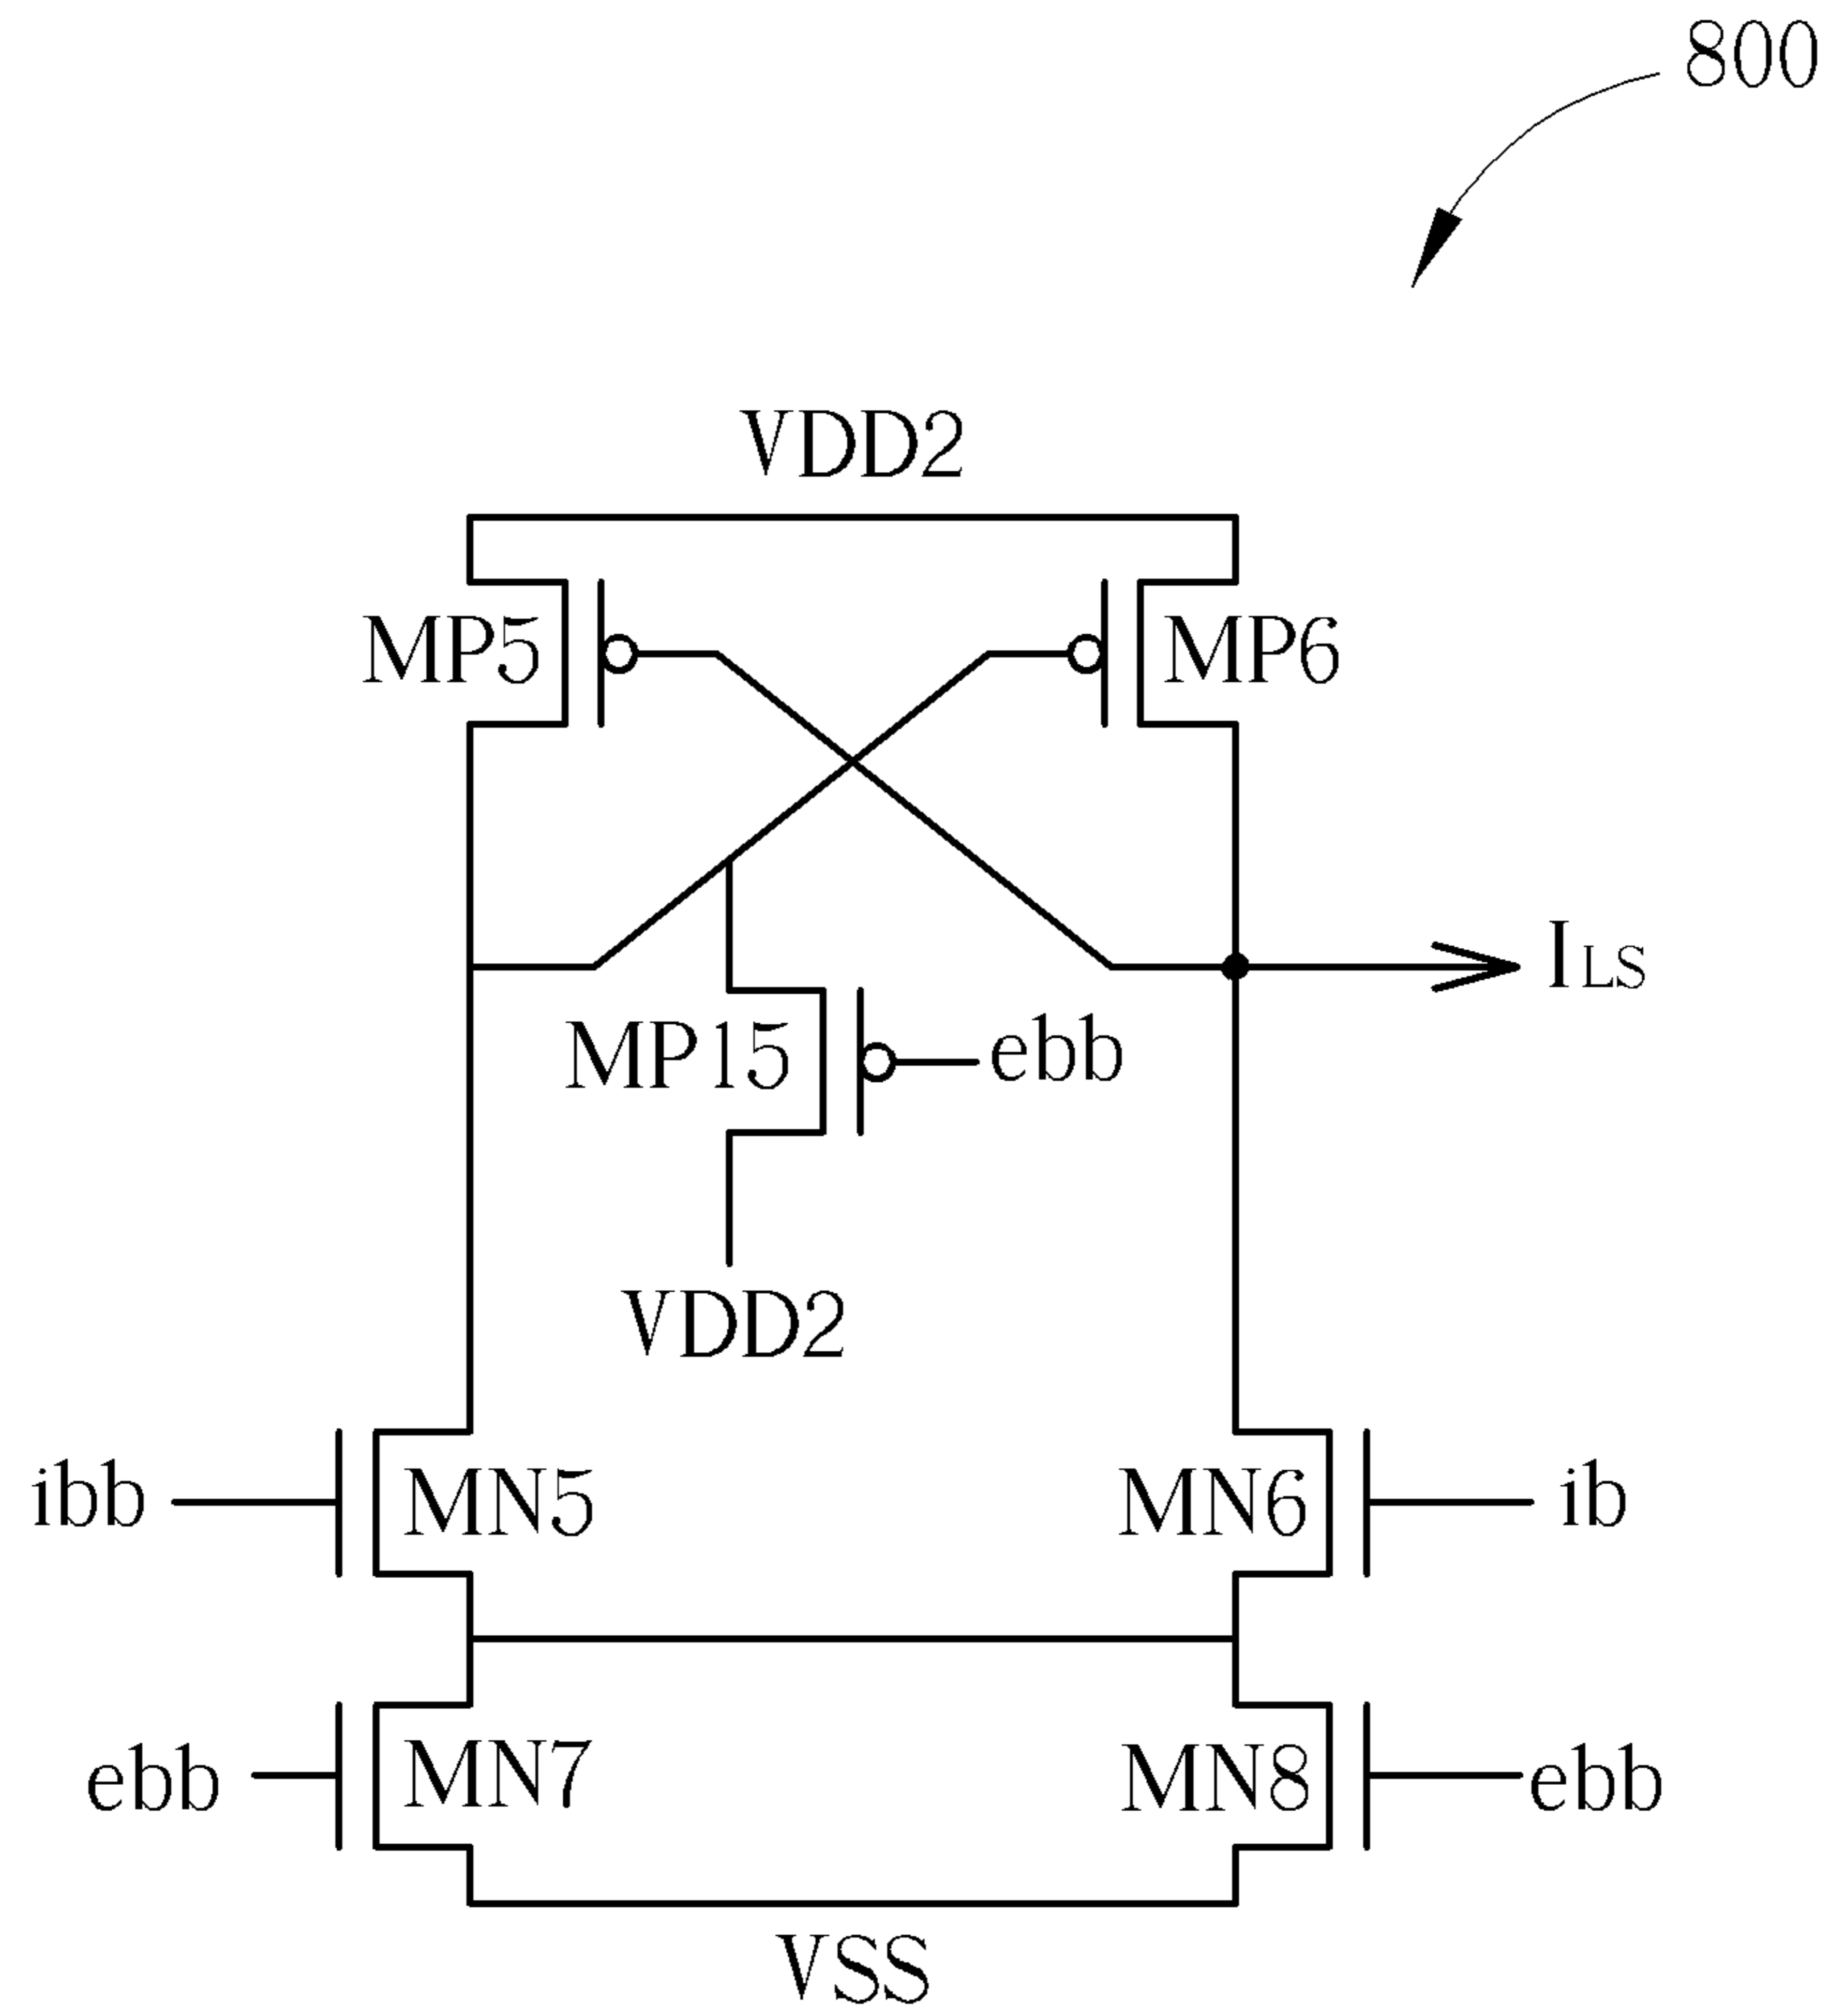 800
VDD2
MP5
MP6
ILS
MP15
ebb
VDD2
ibb
MN5
MN6
ib
ebb
MN7
MN8
ebb
VSS